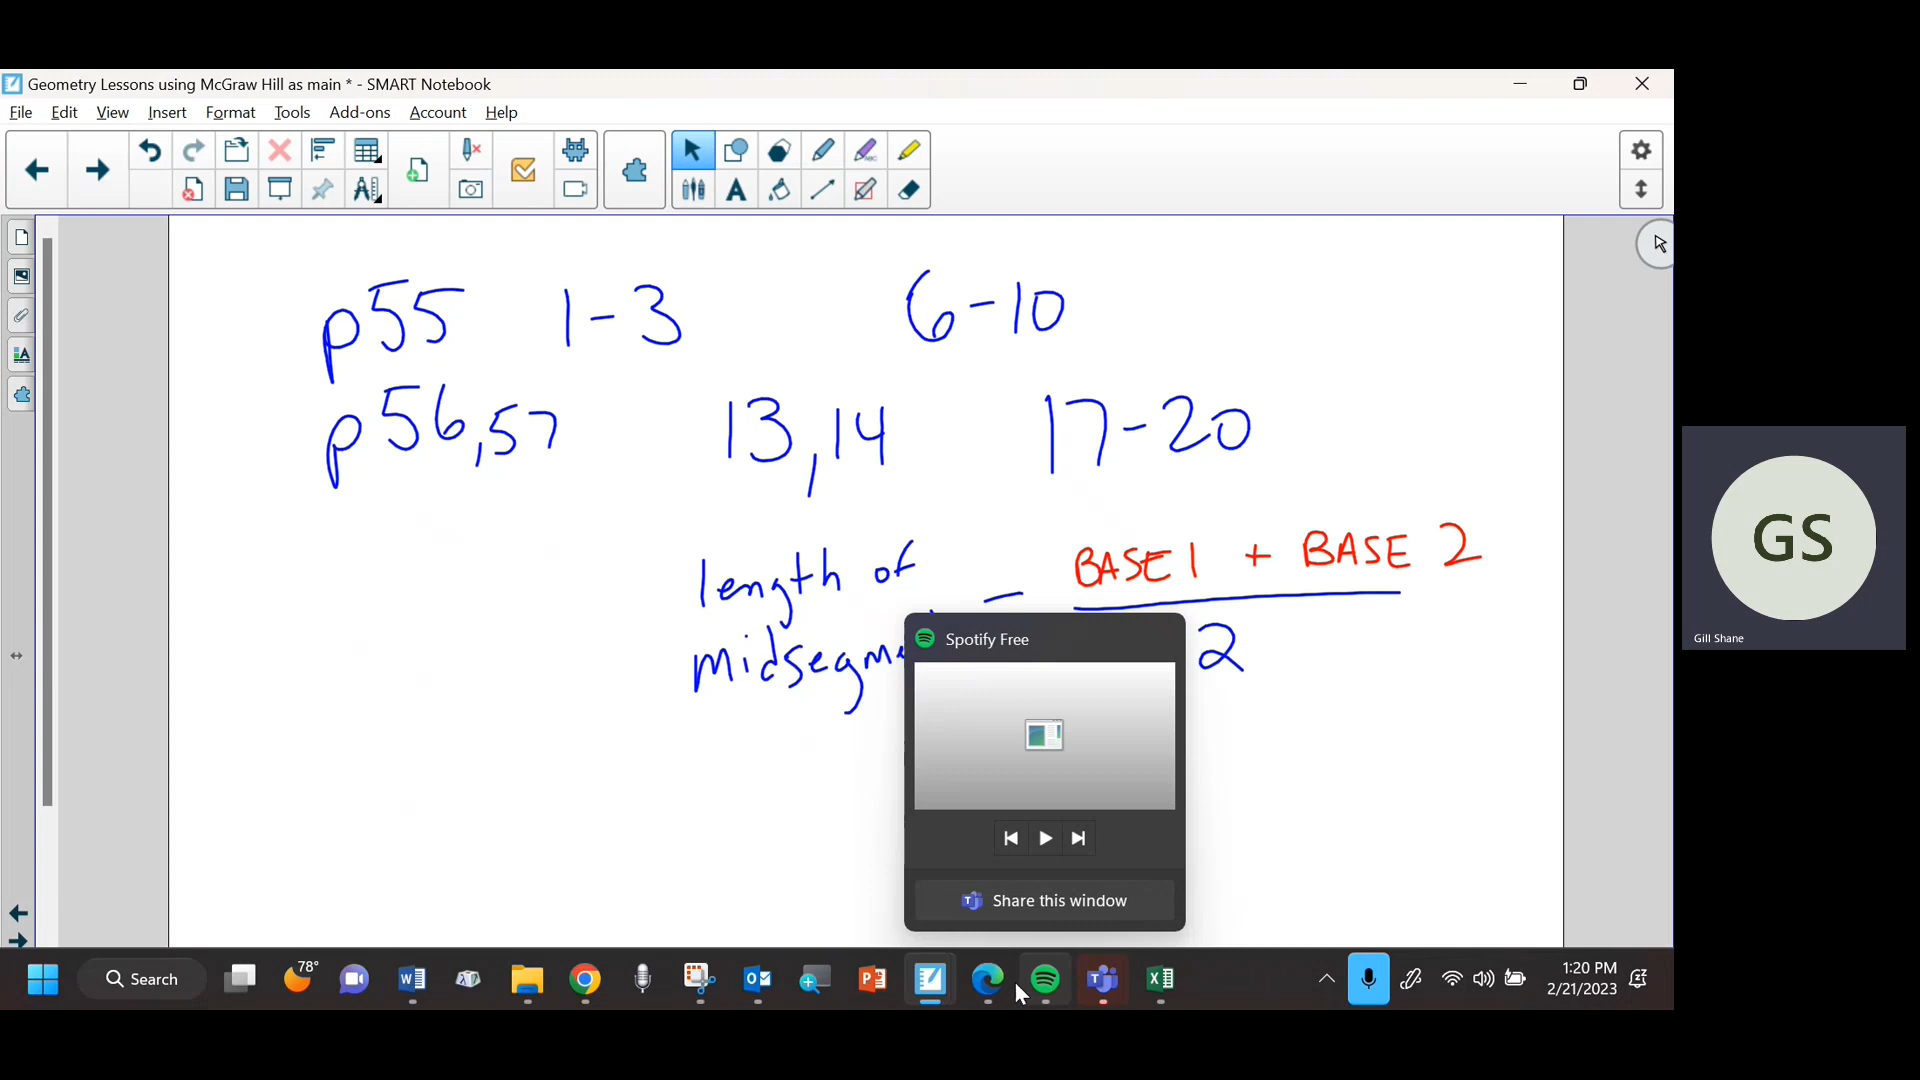 Geometry Lessons using McGraw Hill as main * - SMART Notebook
File Edit View Insert Format Tools Add-ons Account Help
p55 1-3 6-10
p56,57 13,14 17-20
length of = BASE 1 + BASE 2
midsegme 2
Spotify Free
Share this window
GS
Gill Shane
Search
78°
1:20 PM
2/21/2023